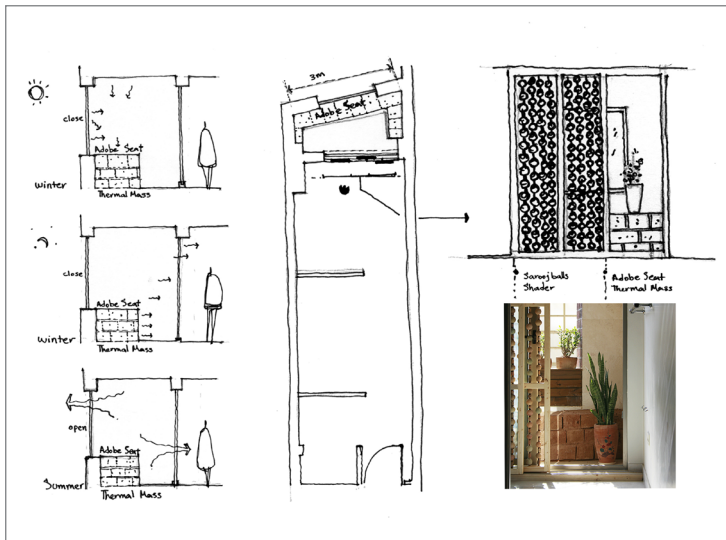 close
Adobe Seat
winter
Thermal Mass
close
Adobe Seat
winter
Thermal Mass
open
Adobe Seat
Summer
Thermal Mass
3m
Adobe Seat
Saroojballs
Shader
Adobe Seat
Thermal Mass